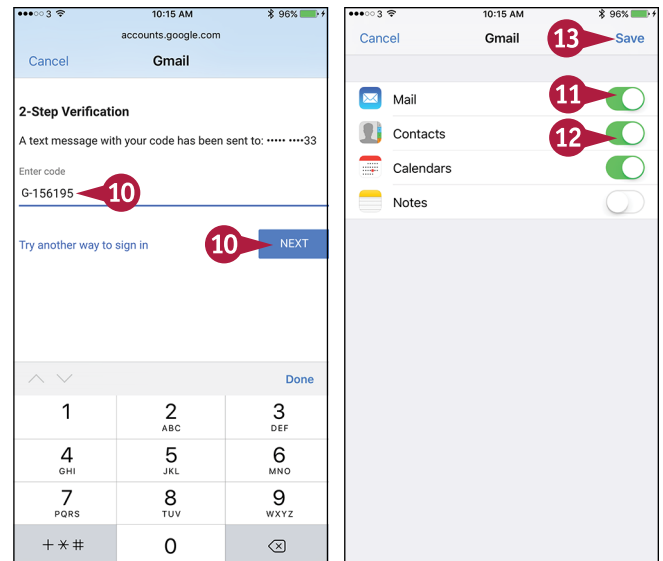 3 10:15 AM 96%
accounts.google.com
Cancel Gmail
2-Step Verification
A text message with your code has been sent to: ••••• ••••33
Enter code
G-156195 10
Try another way to sign in 10 NEXT
Done
1 2 3
ABC DEF
4 5 6
GHI JKL MNO
7 8 9
PQRS TUV WXYZ
+*# 0
3 10:15 AM 96%
Cancel Gmail 13 Save
Mail 11
Contacts 12
Calendars
Notes